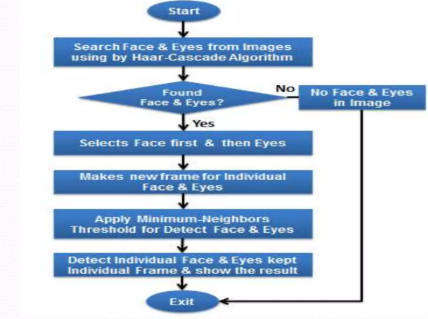 Start
Search Face & Eyes from Images
using by Haar-Cascade Algorithm
Found
Face & Eyes?
No
No Face & Eyes
in Image
Yes
Selects Face first & then Eyes
Makes new frame for Individual
Face & Eyes
Apply Minimum-Neighbors
Threshold for Detect Face & Eyes
Detect Individual Face & Eyes kept
Individual Frame & show the result
Exit